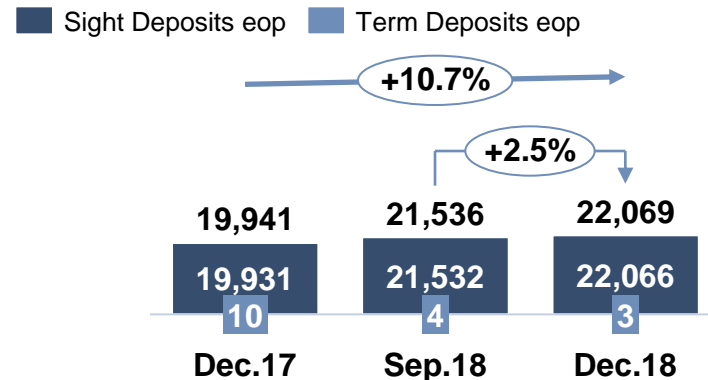 Sight Deposits eop Term Deposits eop
+10.7%
+2.5%
19,941 21,536 22,069
19,931 21,532 22,066
10 4 3
Dec.17 Sep.18 Dec.18